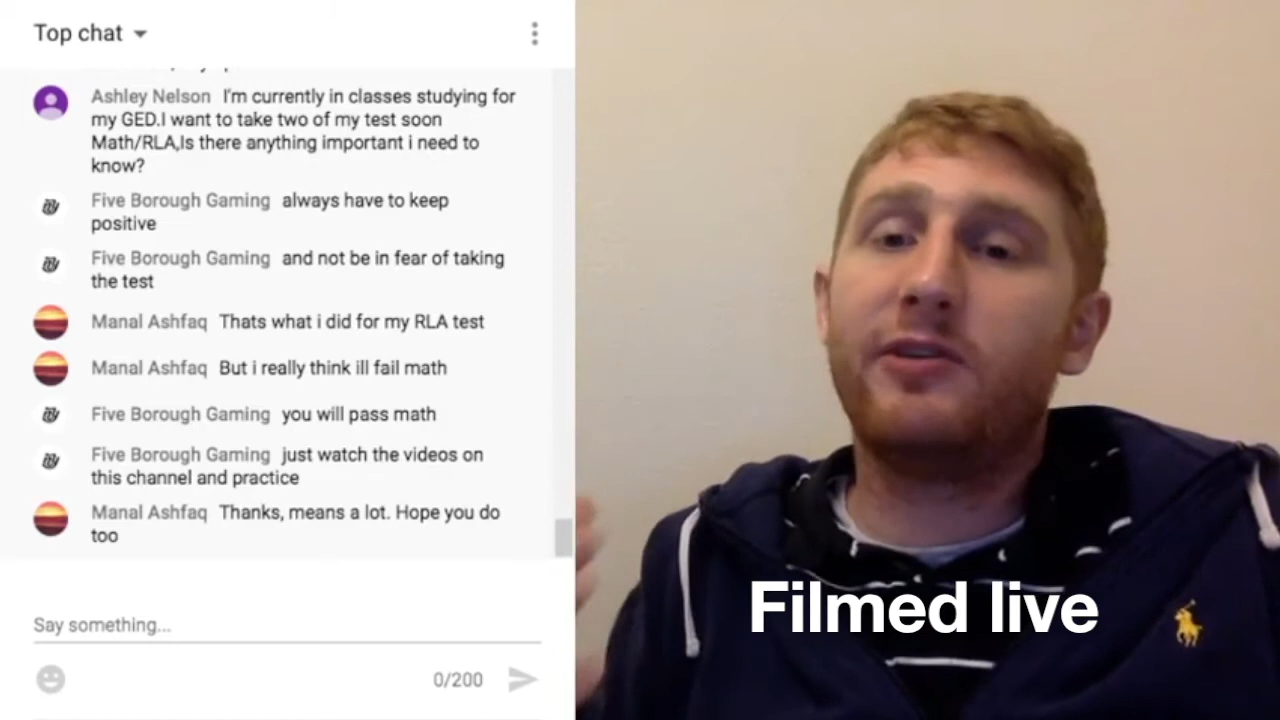 Top chat
Ashley Nelson I'm currently in classes studying for
my GED.I want to take two of my test soon
Math/RLA,Is there anything important i need to
know?
Five Borough Gaming always have to keep
positive
Five Borough Gaming and not be in fear of taking
the test
Manal Ashfaq Thats what i did for my RLA test
Manal Ashfaq But i really think ill fail math
Five Borough Gaming you will pass math
Five Borough Gaming just watch the videos on
this channel and practice
Manal Ashfaq Thanks, means a lot. Hope you do
too
Say something...
0/200
Filmed live